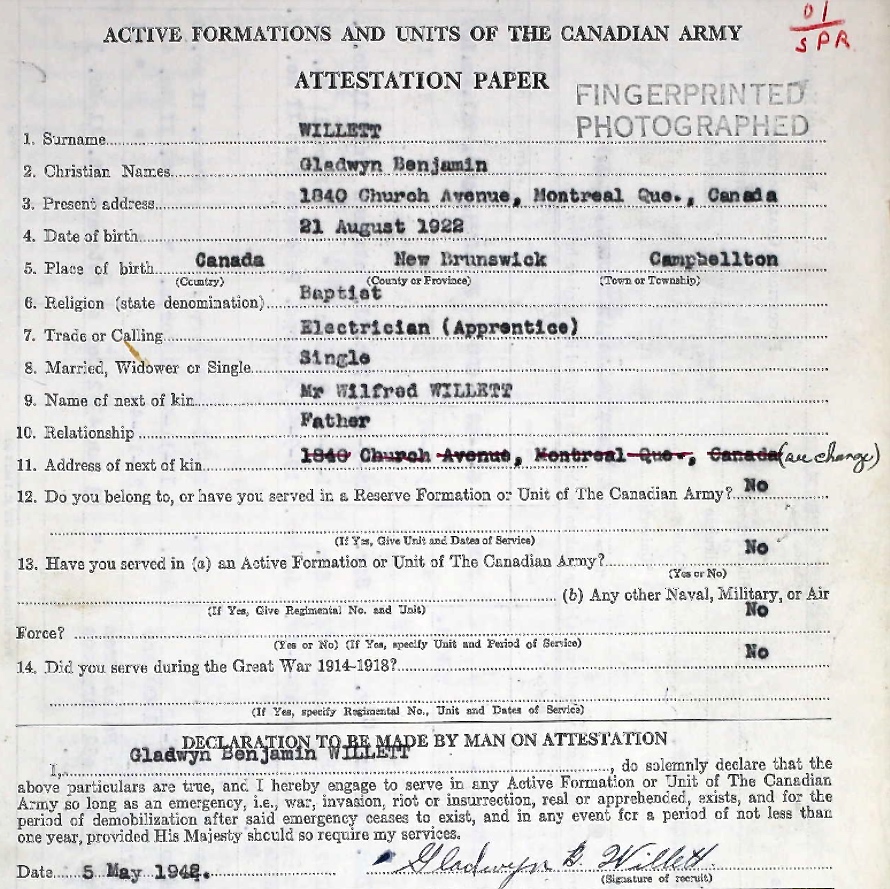 01
SPR
ACTIVE FORMATIONS AND UNITS OF THE CANADIAN ARMY
ATTESTATION PAPER
FINGERPRINTED
PHOTOGRAPHED
1. Surname WILLETT
2. Christian Names Gladwyn Benjamin
3. Present address 1840 Church Avenue, Montreal Que., Canada
4. Date of birth 21 August 1922
5. Place of birth Canada New Brunswick Campbellton
(Country) (County or Province) (Town or Township)
6. Religion (state denomination) Baptist
7. Trade or Calling Electrician (Apprentice)
8. Married, Widower or Single Single
9. Name of next of kin Mr Wilfred WILLETT
10. Relationship Father
11. Address of next of kin 1840 Church Avenue, Montreal Que., Canada (see change)
12. Do you belong to, or have you served in a Reserve Formation or Unit of The Canadian Army? No
(If Yes, Give Unit and Dates of Service)
13. Have you served in (a) an Active Formation or Unit of The Canadian Army? No
(Yes or No)
(b) Any other Naval, Military, or Air
(If Yes, Give Regimental No. and Unit)
Force? No
(Yes or No) (If Yes, specify Unit and Period of Service)
14. Did you serve during the Great War 1914-1918? No
(If Yes, specify Regimental No., Unit and Dates of Service)
DECLARATION TO BE MADE BY MAN ON ATTESTATION
I, Gladwyn Benjamin WILLETT, do solemnly declare that the
above particulars are true, and I hereby engage to serve in any Active Formation or Unit of The Canadian
Army so long as an emergency, i.e., war, invasion, riot or insurrection, real or apprehended, exists, and for the
period of demobilization after said emergency ceases to exist, and in any event for a period of not less than
one year, provided His Majesty should so require my services.
Date 5 May 1942. Gladwyn B. Willett.
(Signature of recruit)